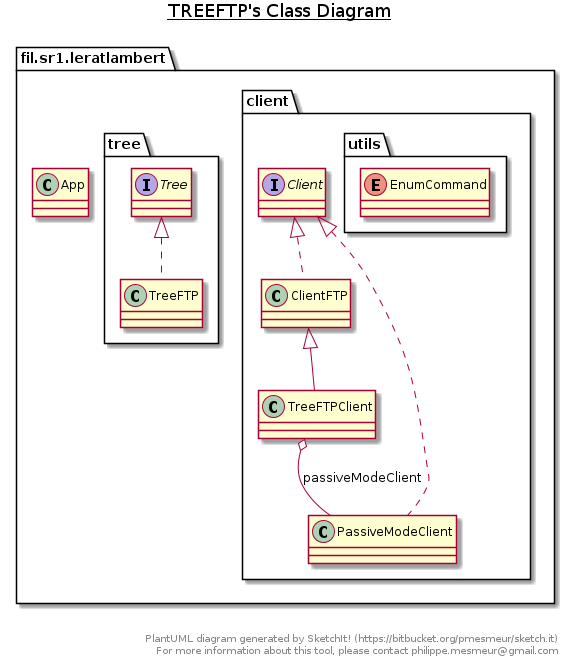 TREEFTP's Class Diagram
fil.sr1.leratlambert
client
tree
utils
C App
I Tree
I Client
E EnumCommand
C TreeFTP
C ClientFTP
C TreeFTPClient
passiveModeClient
C PassiveModeClient
PlantUML diagram generated by SketchIt! (https://bitbucket.org/pmesmeur/sketch.it)
For more information about this tool, please contact philippe.mesmeur@gmail.com